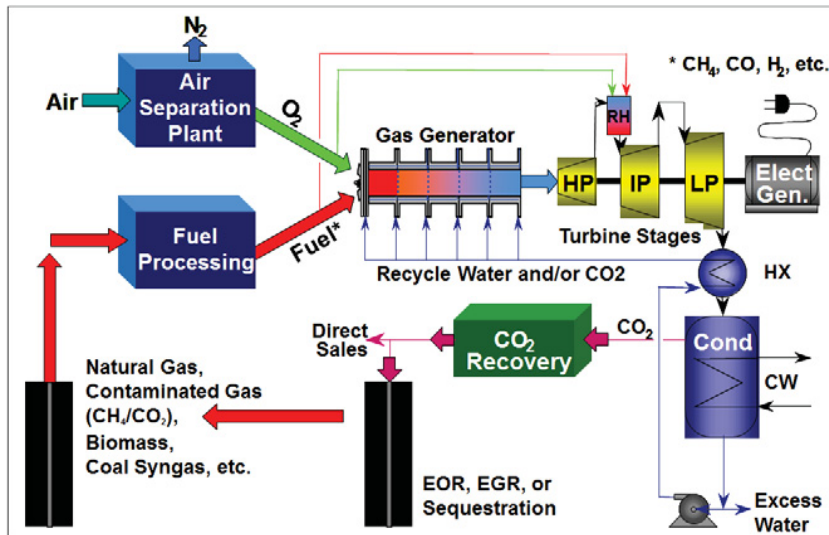 N2
Air
Air
Separation
Plant
O2
* CH4, CO, H2, etc.
RH
Gas Generator
HP
IP
LP
Elect
Gen.
Turbine Stages
Fuel
Processing
Fuel*
Recycle Water and/or CO2
HX
Direct
Sales
CO2
Recovery
CO2
Cond
CW
Natural Gas,
Contaminated Gas
(CH4/CO2),
Biomass,
Coal Syngas, etc.
EOR, EGR, or
Sequestration
Excess
Water